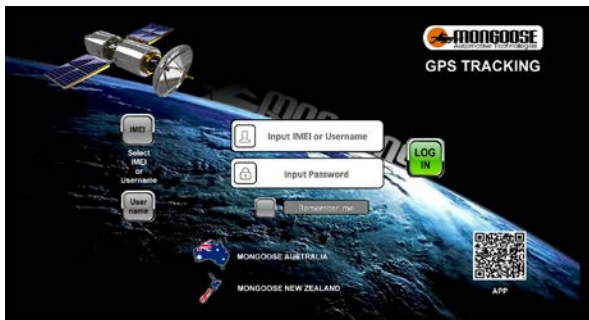 MONGOOSE
Automotive Technologies
GPS TRACKING
IMEI
Select
IMEI
or
Username
User
name
Input IMEI or Username
Input Password
LOG
IN
Remember me
MONGOOSE AUSTRALIA
MONGOOSE NEW ZEALAND
APP